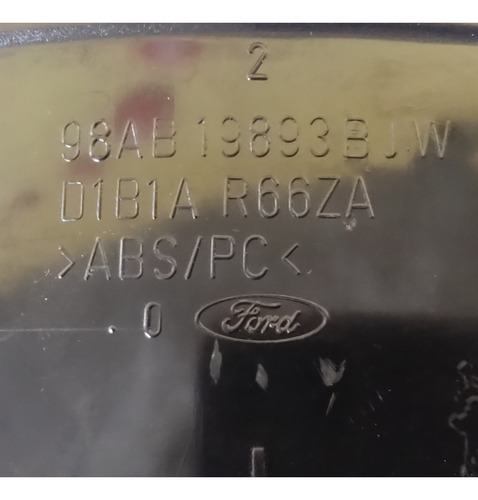 2
98AB 19893 BJW
D1B1A R66ZA
>ABS/PC<
.0 Ford